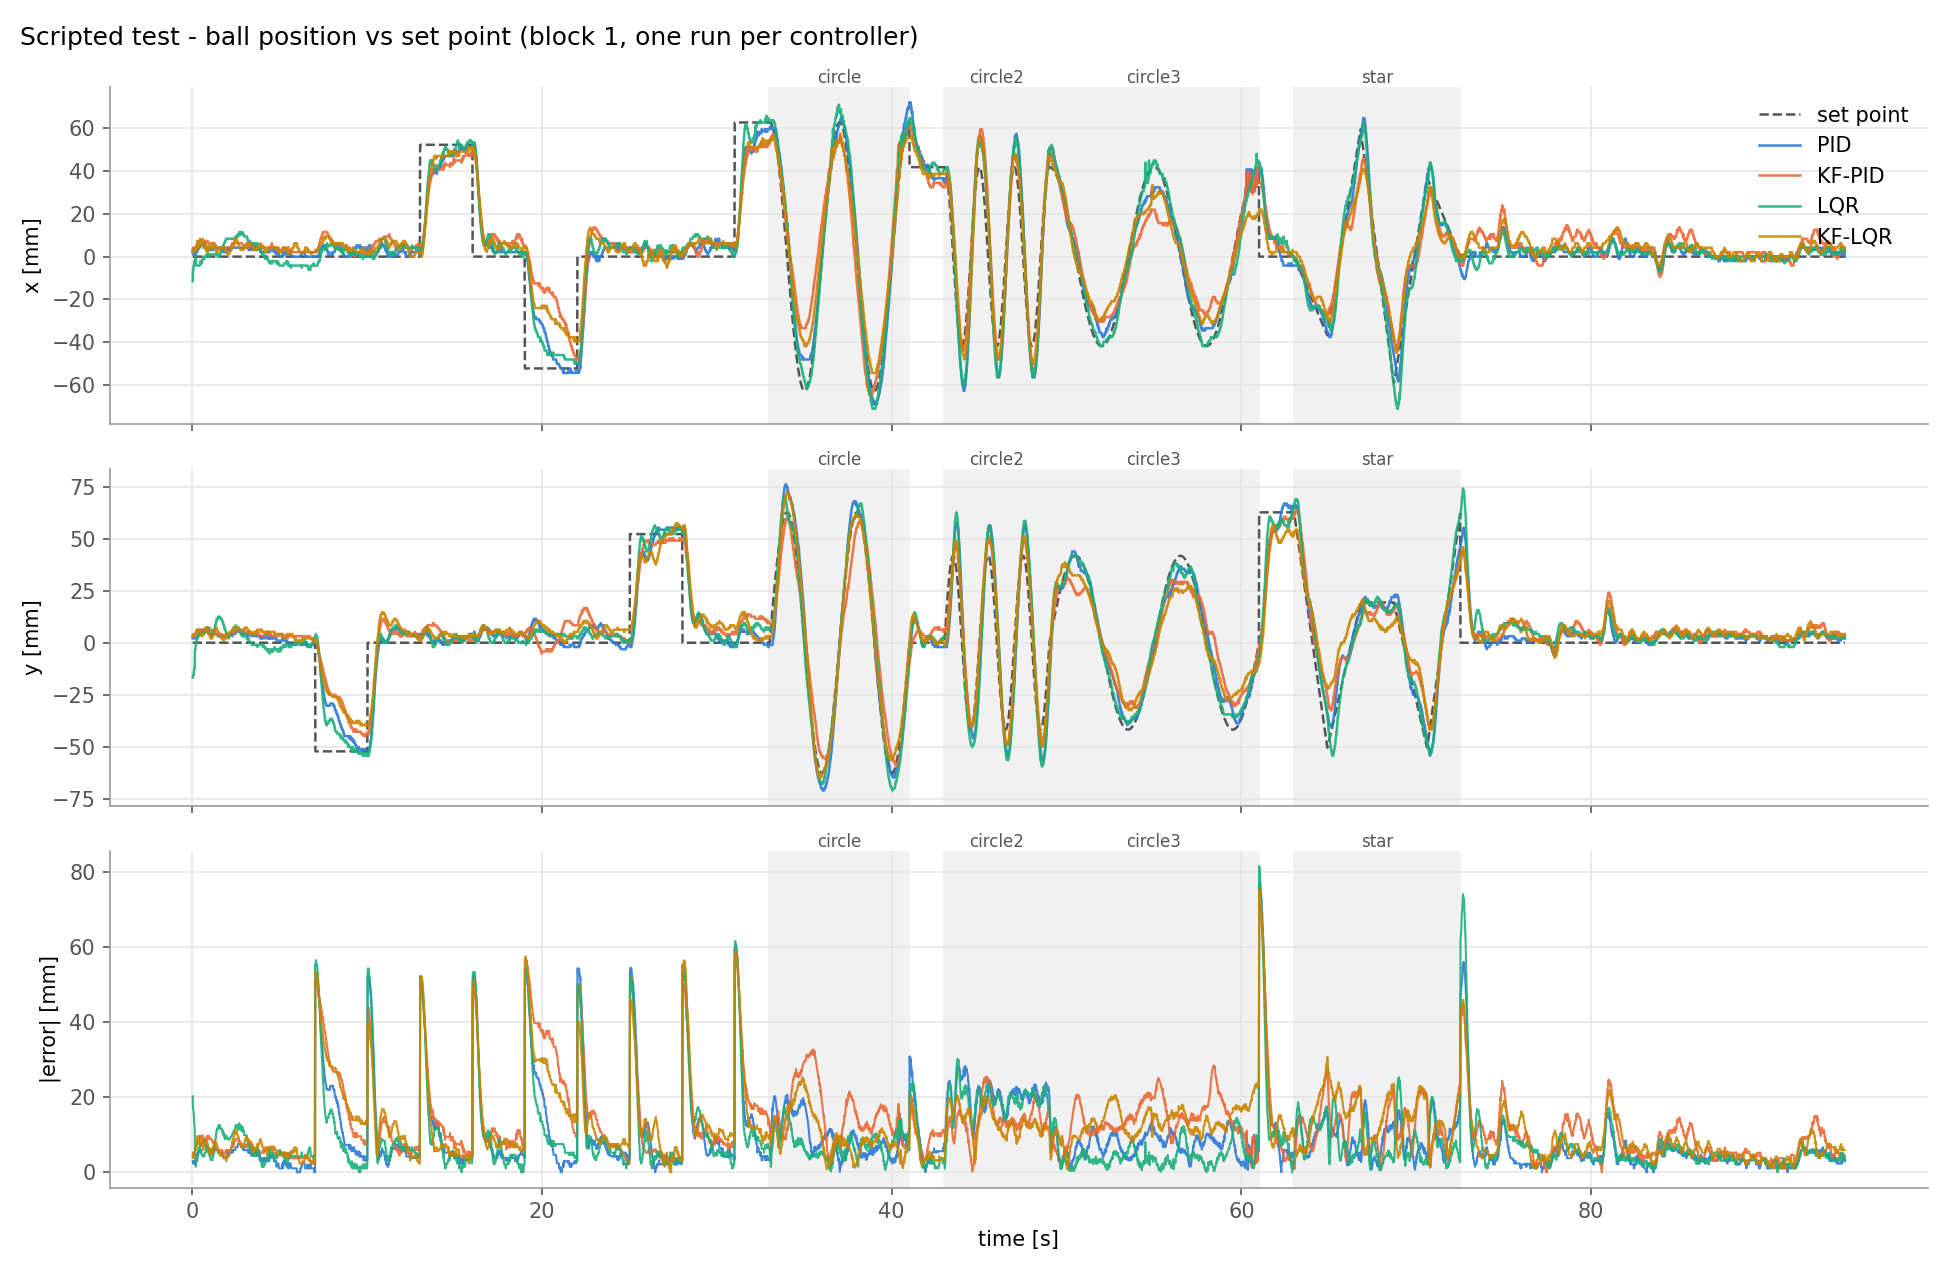 Scripted test - ball position vs set point (block 1, one run per controller)
circle circle2 circle3 star
60
40
20
0
−20
−40
−60
x [mm]
set point
PID
KF-PID
LQR
KF-LQR
circle circle2 circle3 star
75
50
25
0
−25
−50
−75
y [mm]
circle circle2 circle3 star
80
60
40
20
0
|error| [mm]
0 20 40 60 80
time [s]